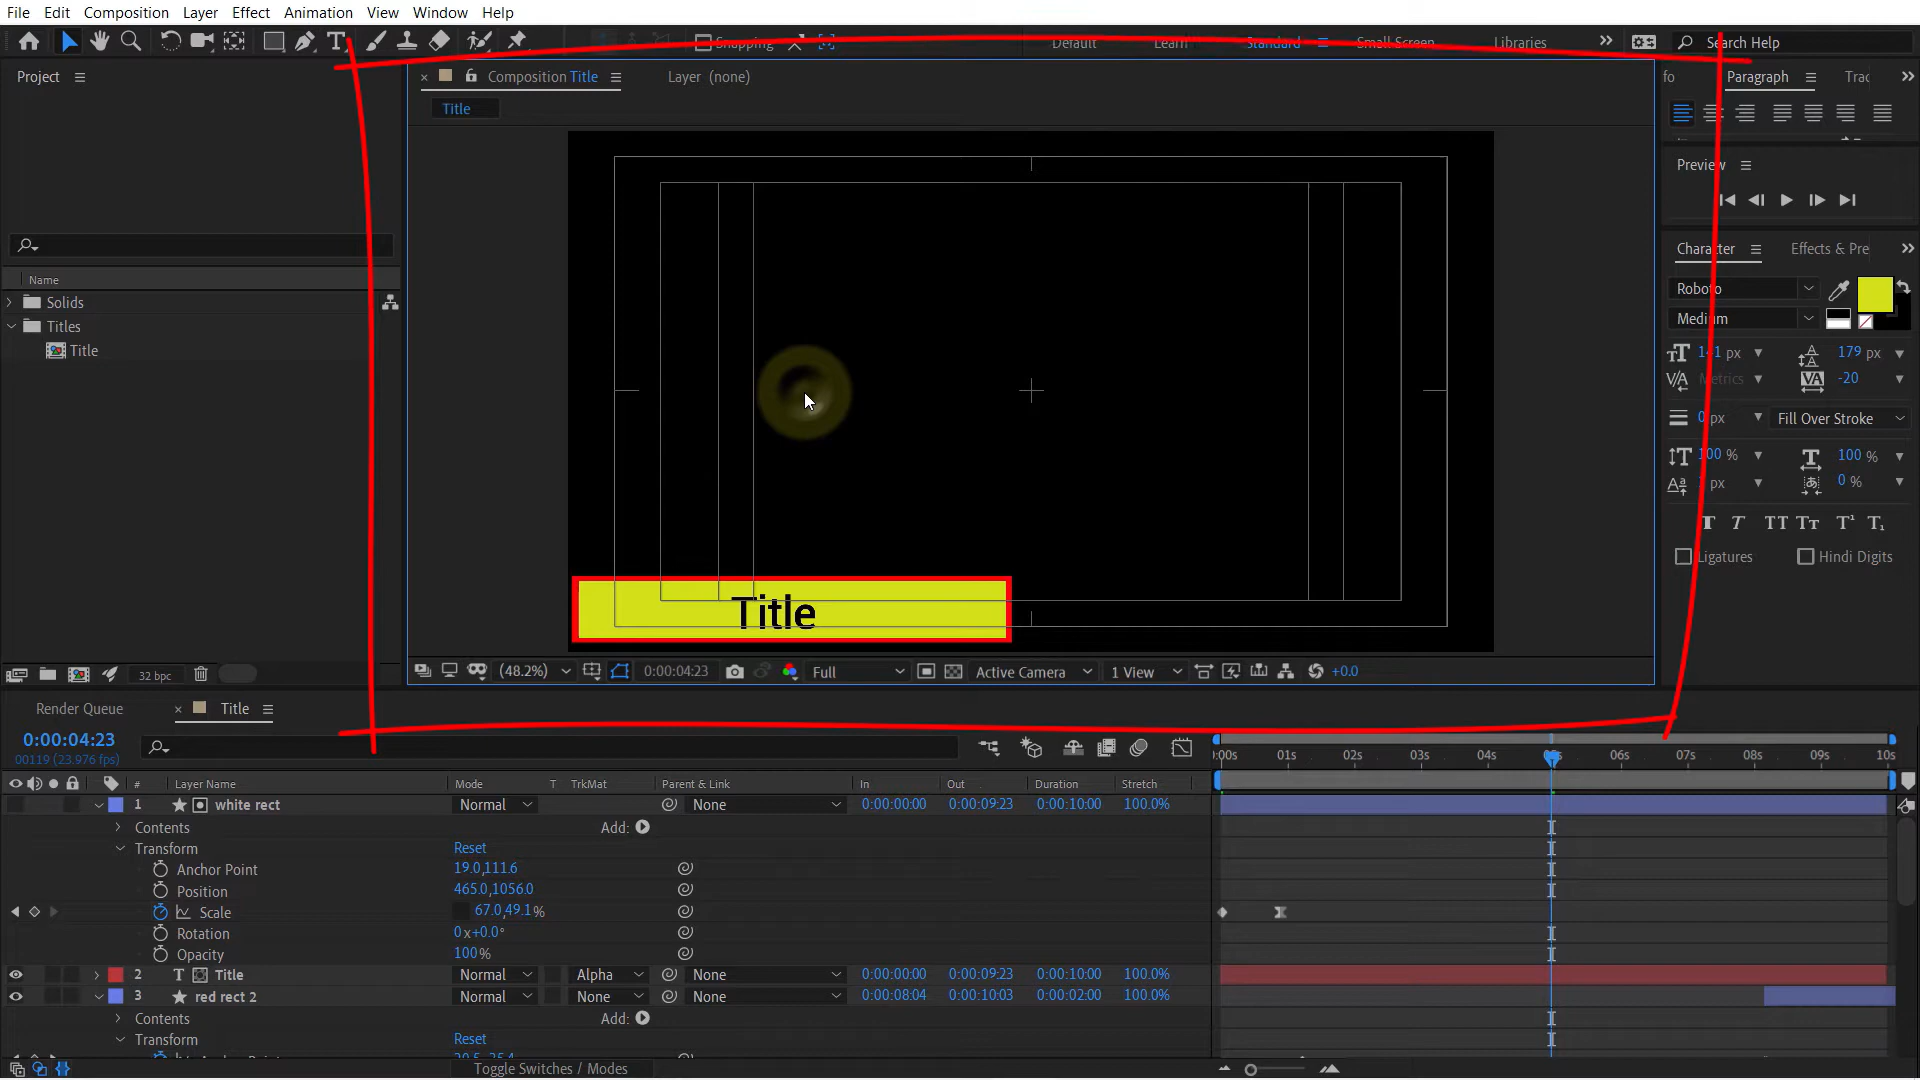 File Edit Composition Layer Effect Animation View Window Help
Snapping Default Learn Standard Small Screen Libraries Search Help
Project Composition Title Layer (none) fo Paragraph Trac
Title
Preview
Name
Solids
Titles
Title
Character Effects & Pre
Roboto
Medium
141 px 179 px
Metrics -20
0 px Fill Over Stroke
100 % 100 %
px 0 %
T T TT Tт T¹ T₁
Ligatures Hindi Digits
Title
32 bpc (48.2%) 0:00:04:23 Full Active Camera 1 View +0.0
Render Queue Title
0:00:04:23
00119 (23.976 fps)
:00s 01s 02s 03s 04s 05s 06s 07s 08s 09s 10s
# Layer Name Mode T TrkMat Parent & Link In Out Duration Stretch
1 white rect Normal None 0:00:00:00 0:00:09:23 0:00:10:00 100.0%
Contents Add:
Transform Reset
Anchor Point 19.0,111.6
Position 465.0,1056.0
Scale 67.0,49.1%
Rotation 0x+0.0°
Opacity 100%
2 T Title Normal Alpha None 0:00:00:00 0:00:09:23 0:00:10:00 100.0%
3 red rect 2 Normal None None 0:00:08:04 0:00:10:03 0:00:02:00 100.0%
Contents Add:
Transform Reset
Toggle Switches / Modes